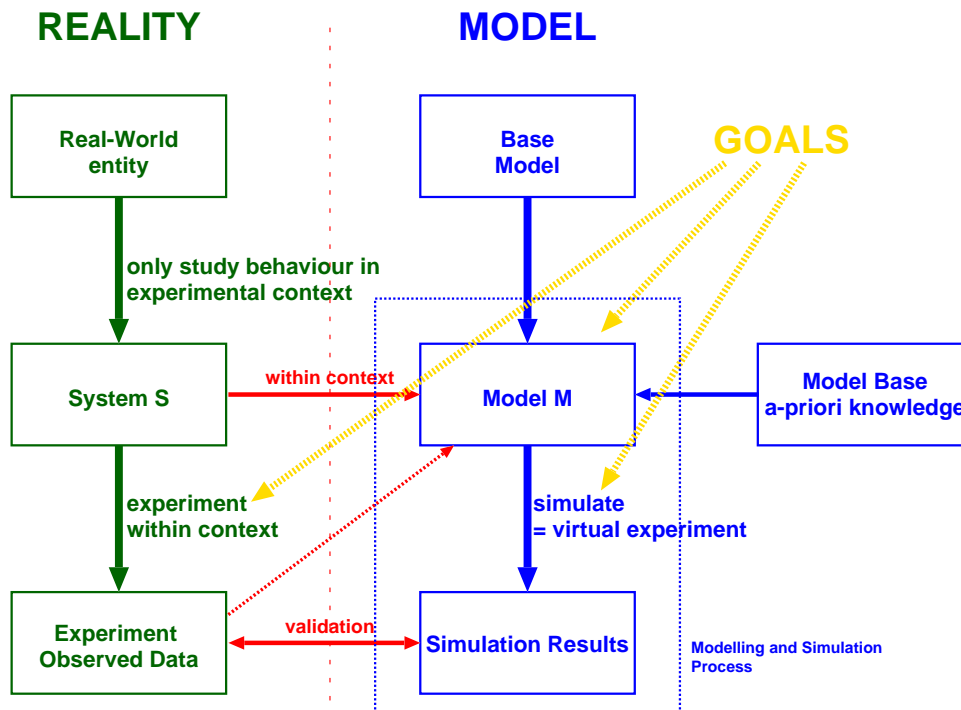 REALITY
MODEL
GOALS
Real-World
entity
Base
Model
only study behaviour in
experimental context
System S
within context
Model M
Model Base
a-priori knowledge
experiment
within context
simulate
= virtual experiment
Experiment
Observed Data
validation
Simulation Results
Modelling and Simulation
Process